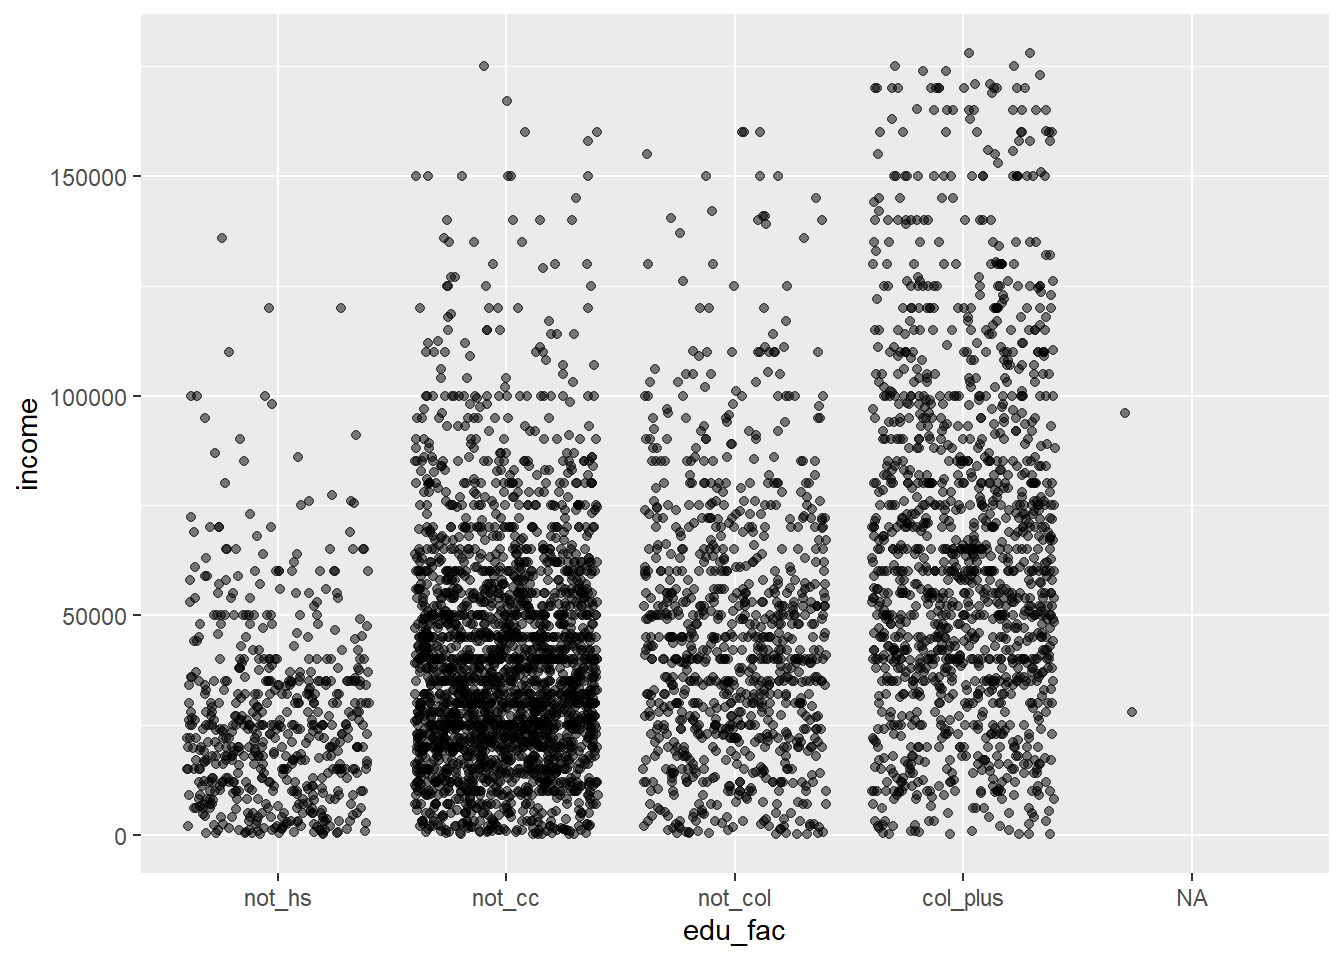 150000
100000
50000
0
income
not_hs
not_cc
not_col
col_plus
NA
edu_fac